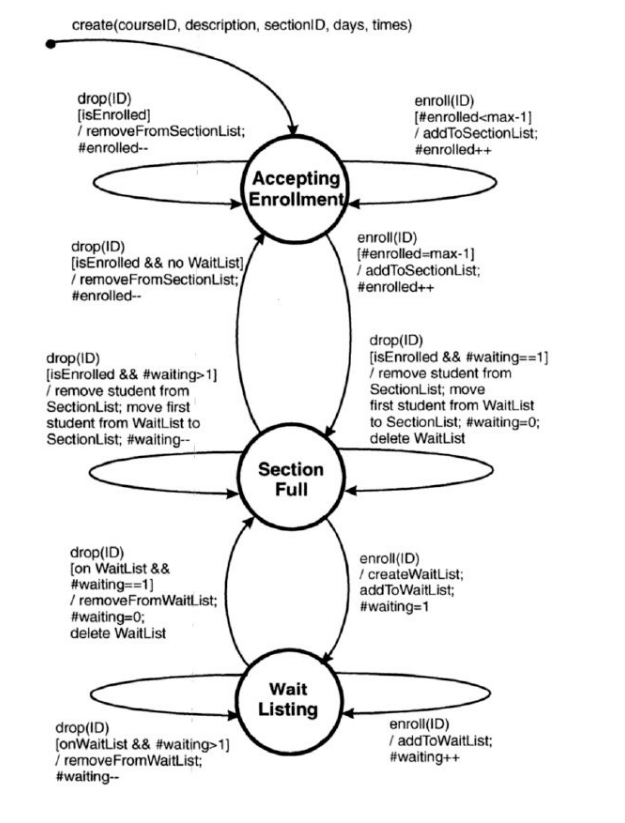 create(courseID, description, sectionID, days, times)
drop(ID)
[isEnrolled]
/ removeFromSectionList;
#enrolled--
enroll(ID)
[#enrolled<max-1]
/ addToSectionList;
#enrolled++
Accepting
Enrollment
drop(ID)
[isEnrolled && no WaitList]
/ removeFromSectionList;
#enrolled--
enroll(ID)
[#enrolled=max-1]
/ addToSectionList;
#enrolled++
drop(ID)
[isEnrolled && #waiting>1]
/ remove student from
SectionList; move first
student from WaitList to
SectionList; #waiting--
drop(ID)
[isEnrolled && #waiting==1]
/ remove student from
SectionList; move
first student from WaitList
to SectionList; #waiting=0;
delete WaitList
Section
Full
drop(ID)
[on WaitList &&
#waiting==1]
/ removeFromWaitList;
#waiting=0;
delete WaitList
enroll(ID)
/ createWaitList;
addToWaitList;
#waiting=1
Wait
Listing
drop(ID)
[onWaitList && #waiting>1]
/ removeFromWaitList;
#waiting--
enroll(ID)
/ addToWaitList;
#waiting++